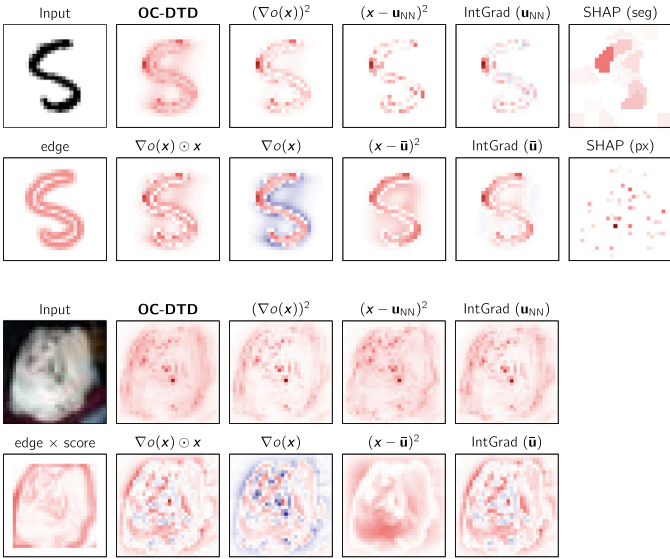 Input OC-DTD (∇o(x))² (x − u_NN)² IntGrad (u_NN) SHAP (seg)
edge ∇o(x) ⊙ x ∇o(x) (x − ū)² IntGrad (ū) SHAP (px)
Input OC-DTD (∇o(x))² (x − u_NN)² IntGrad (u_NN)
edge × score ∇o(x) ⊙ x ∇o(x) (x − ū)² IntGrad (ū)